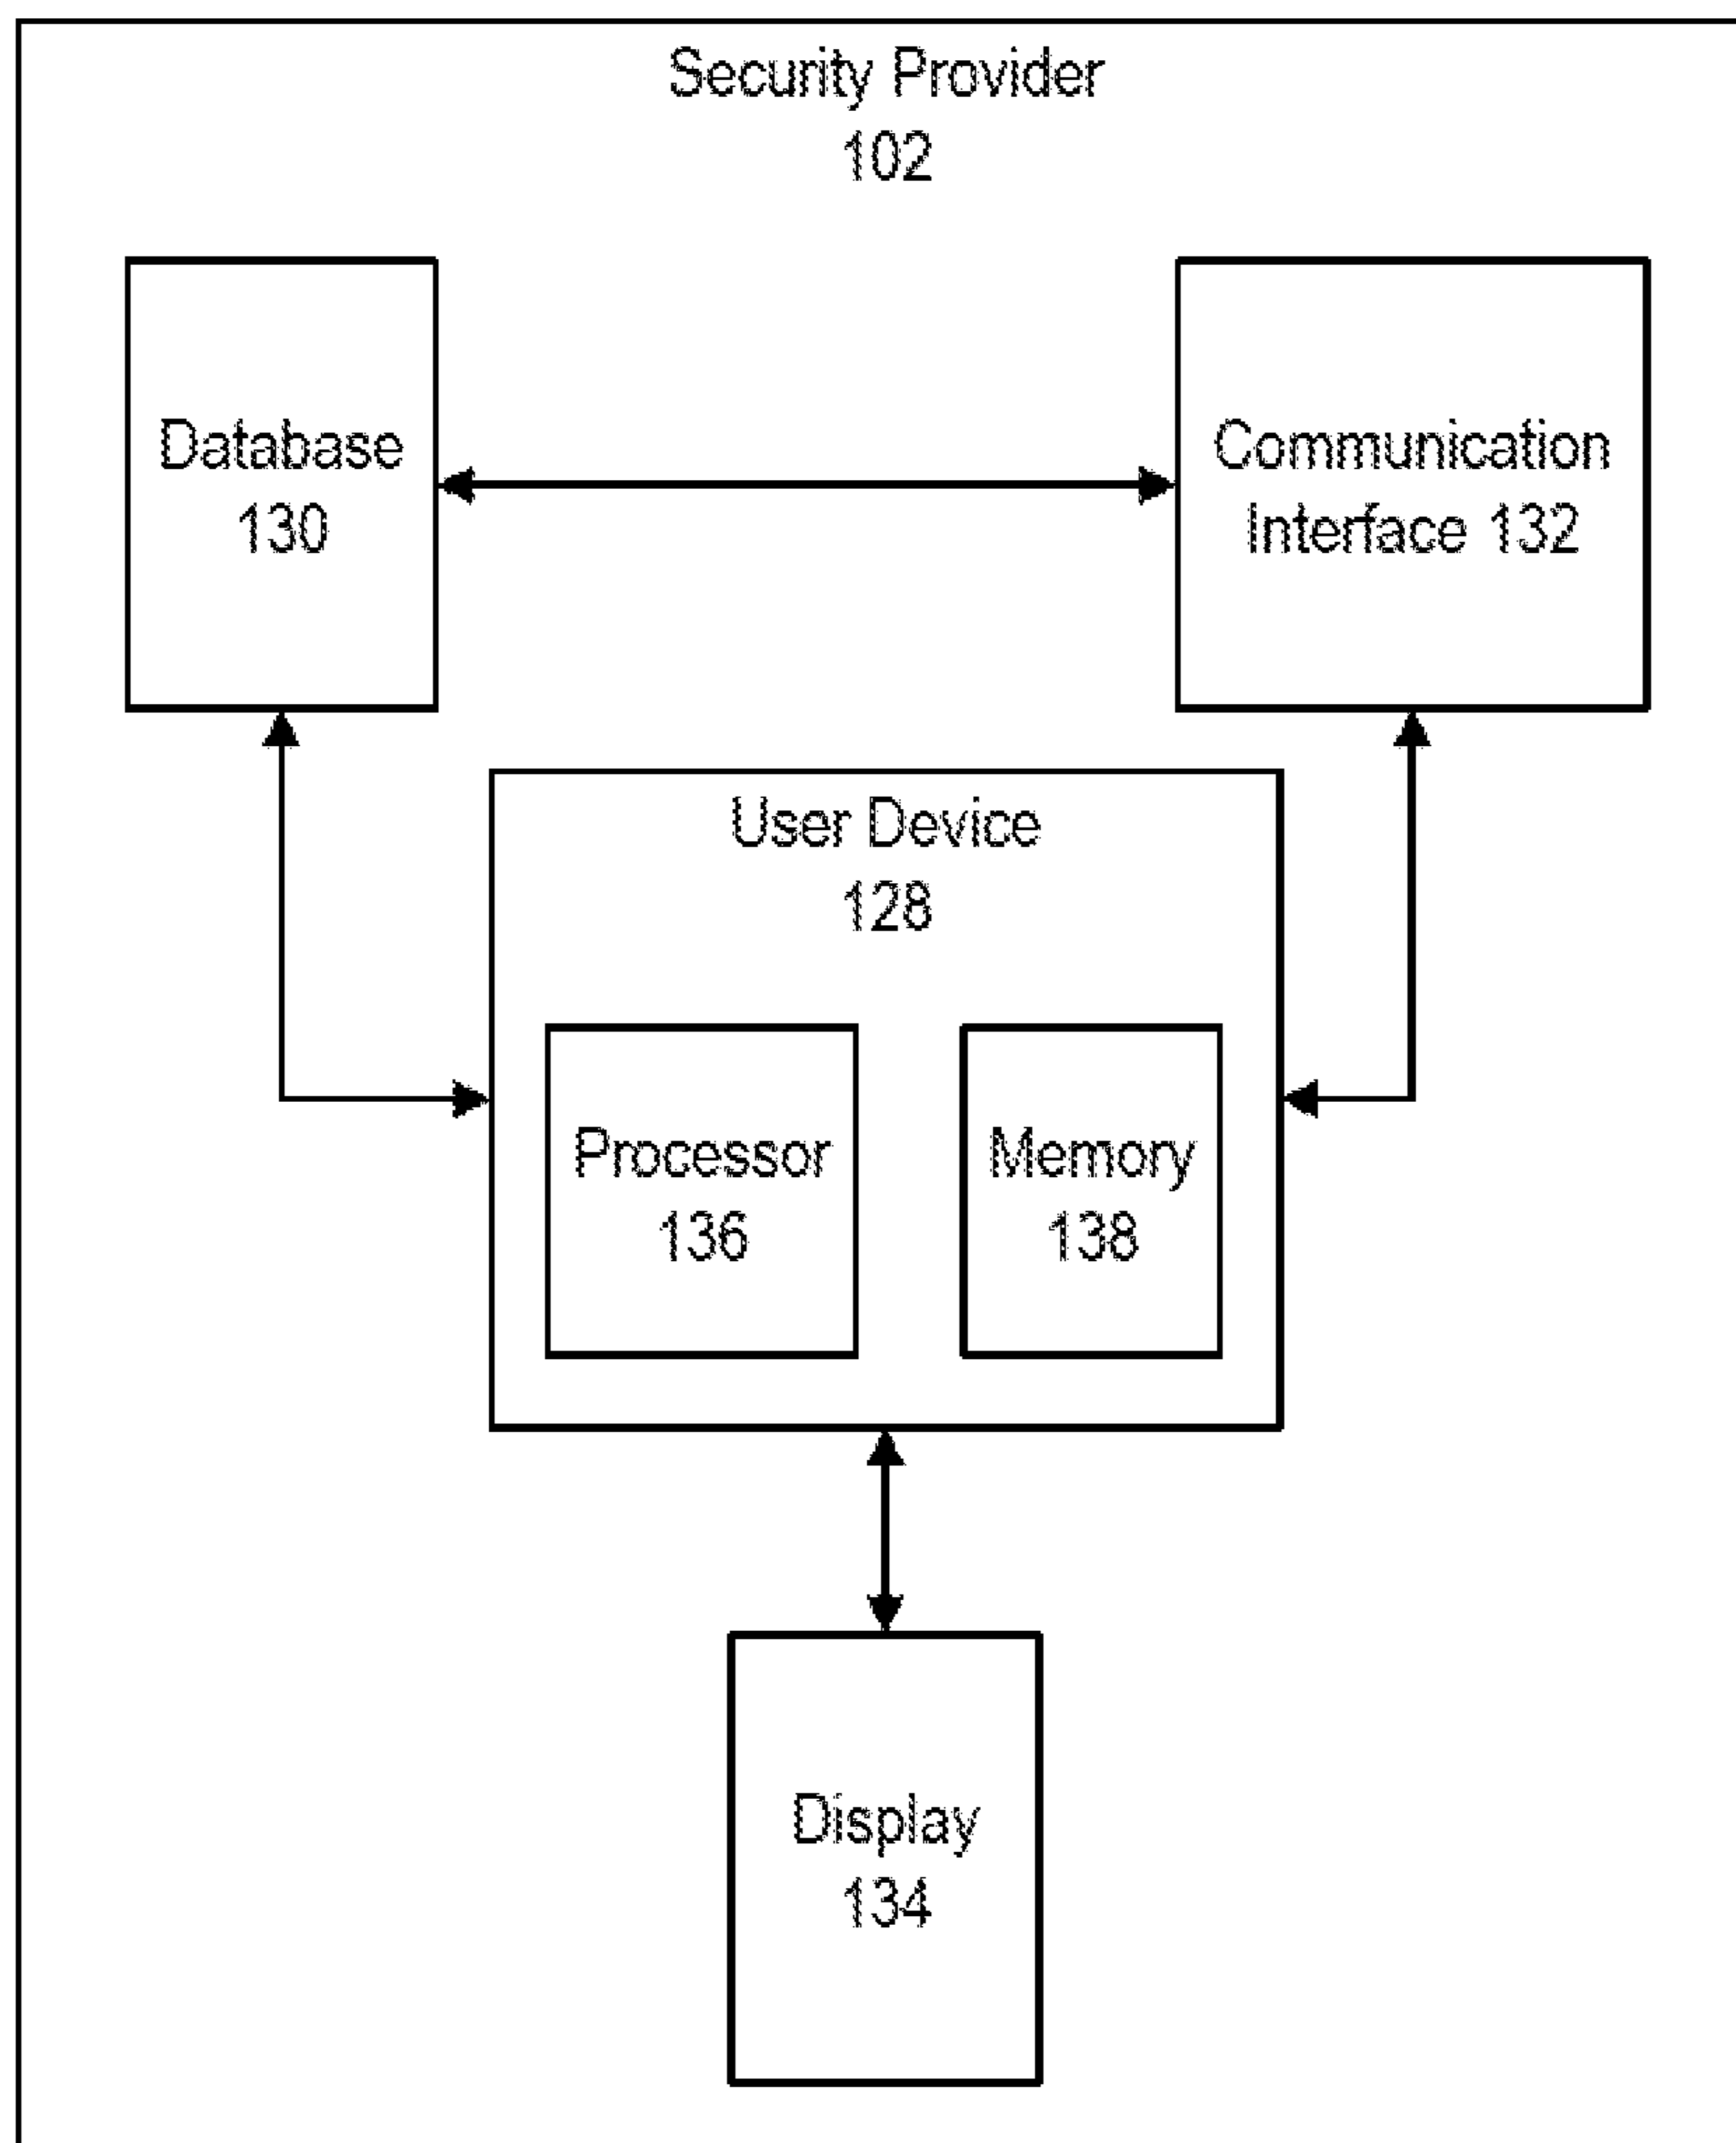 Security Provider
102
Database
130
Communication
Interface 132
User Device
128
Processor
136
Memory
138
Display
134